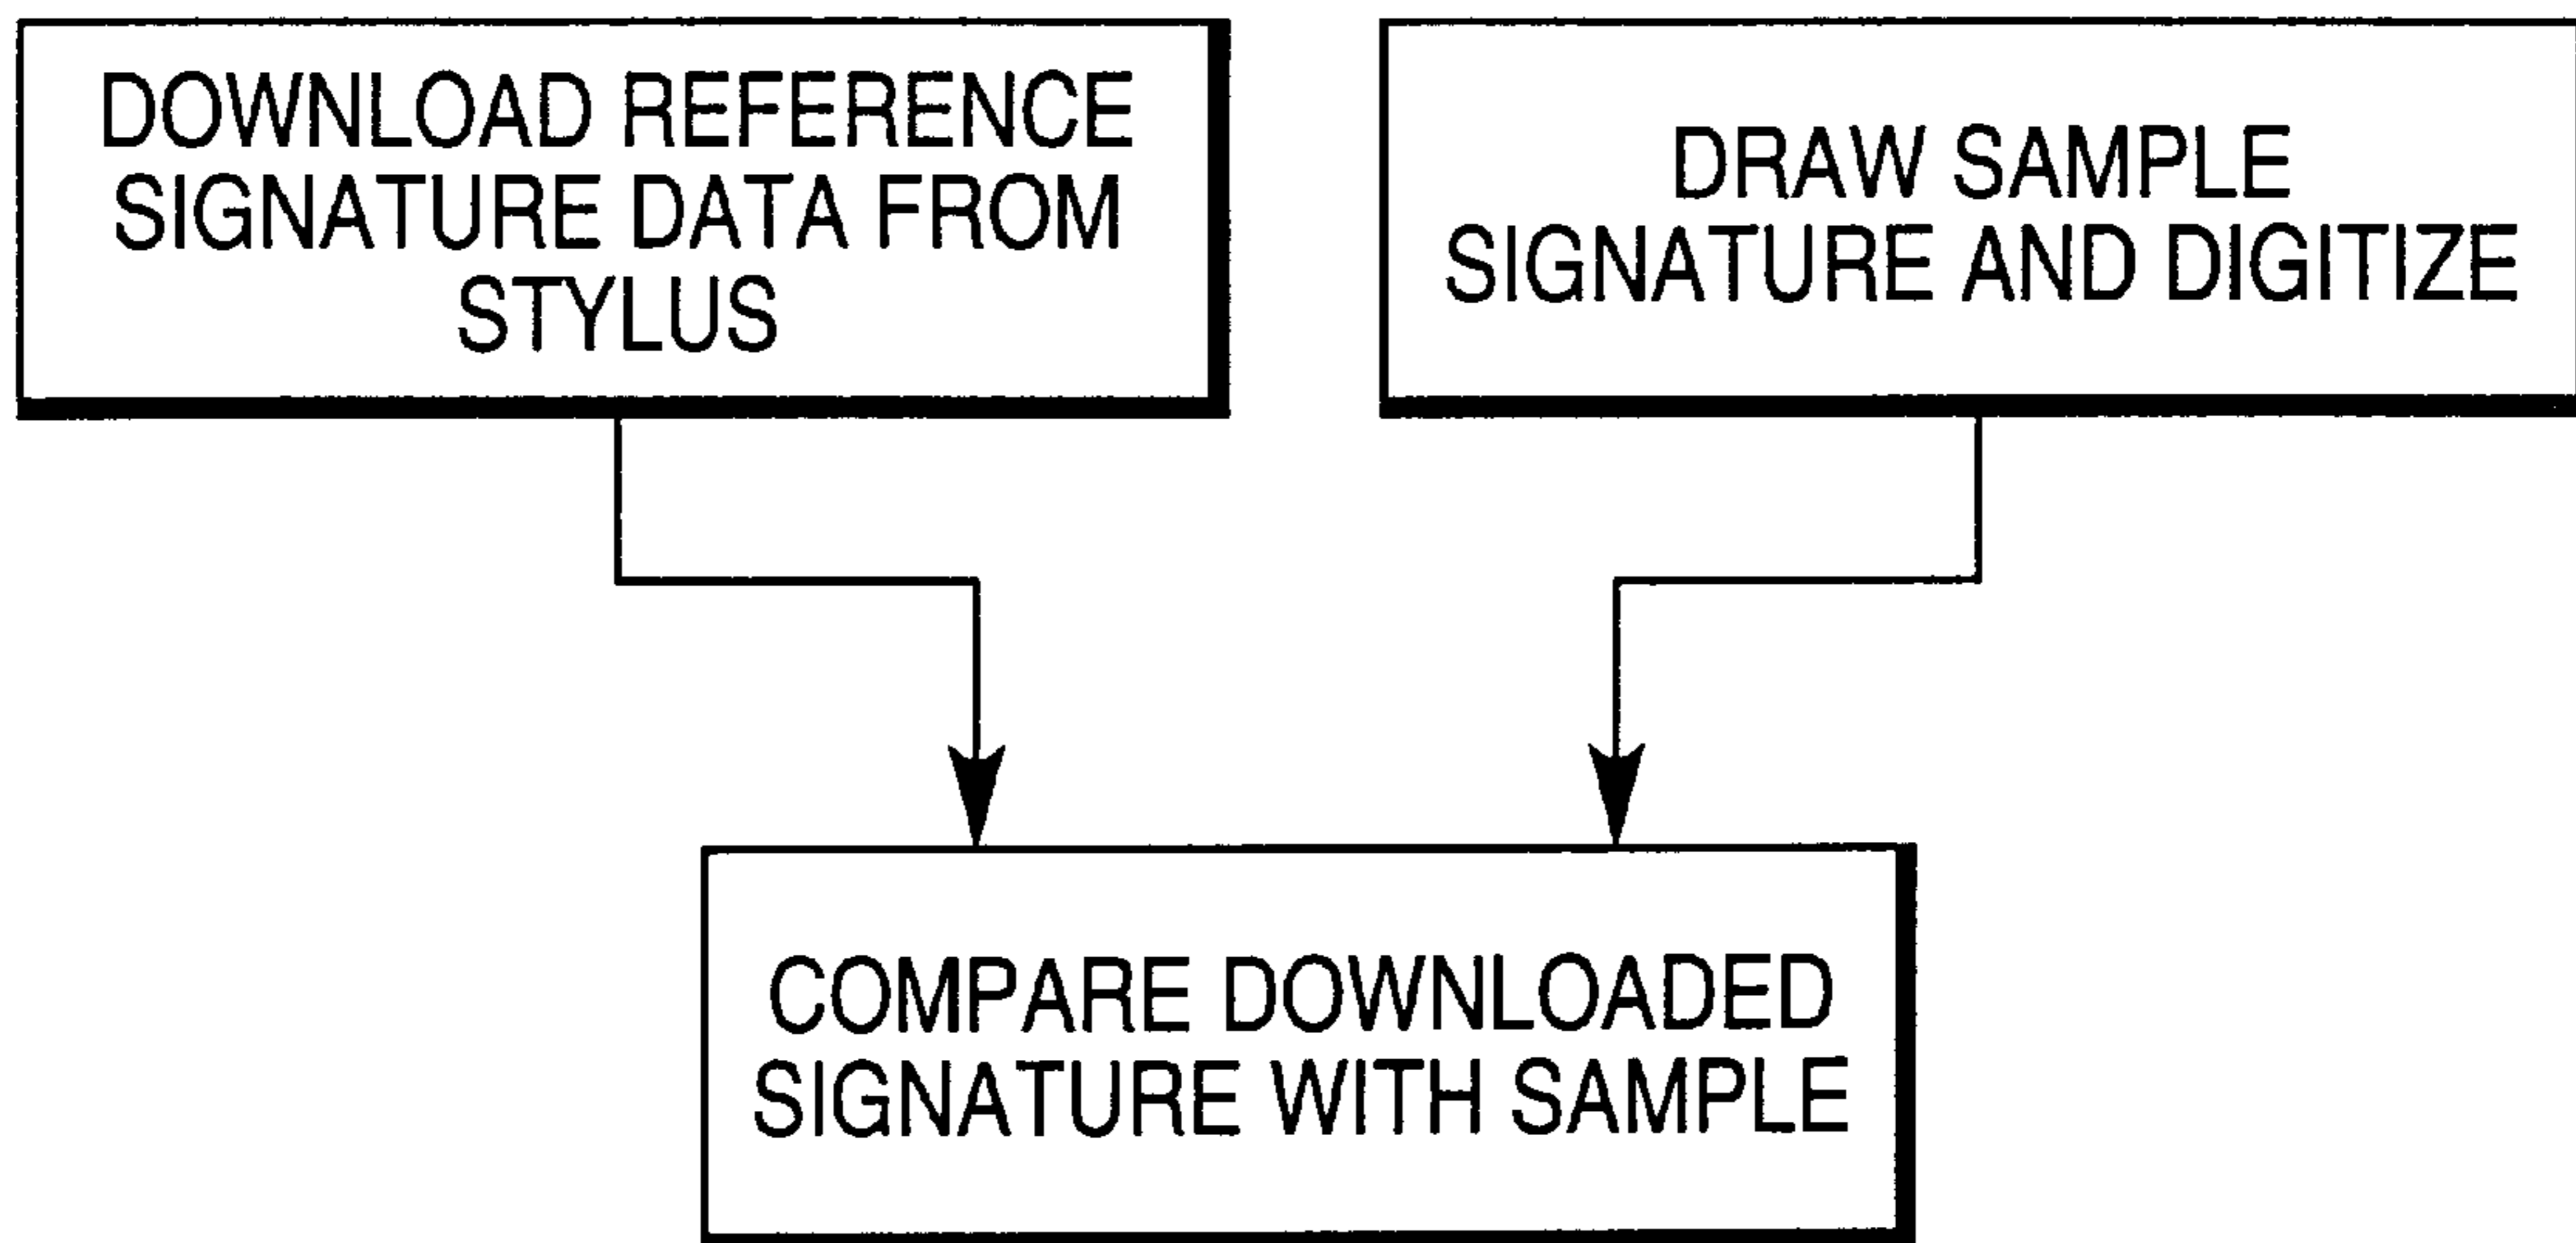 DOWNLOAD REFERENCE
SIGNATURE DATA FROM
STYLUS
DRAW SAMPLE
SIGNATURE AND DIGITIZE
COMPARE DOWNLOADED
SIGNATURE WITH SAMPLE